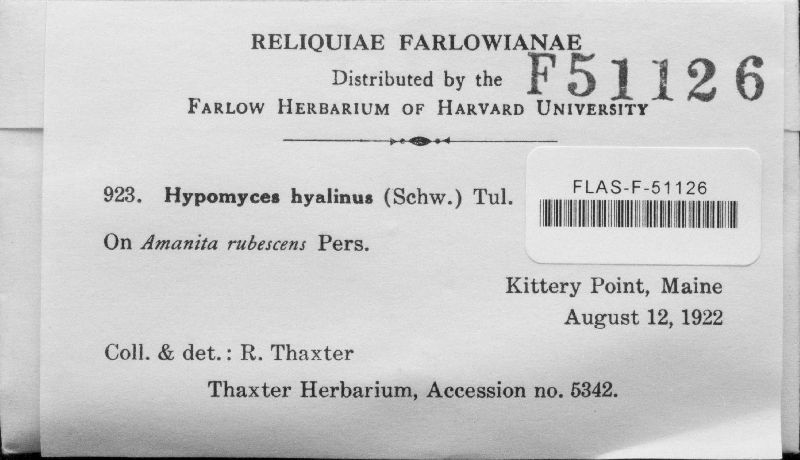 RELIQUIAE FARLOWIANAE
Distributed by the
F51126
FARLOW HERBARIUM OF HARVARD UNIVERSITY
923. Hypomyces hyalinus (Schw.) Tul.
FLAS-F-51126
On Amanita rubescens Pers.
Kittery Point, Maine
August 12, 1922
Coll. & det.: R. Thaxter
Thaxter Herbarium, Accession no. 5342.